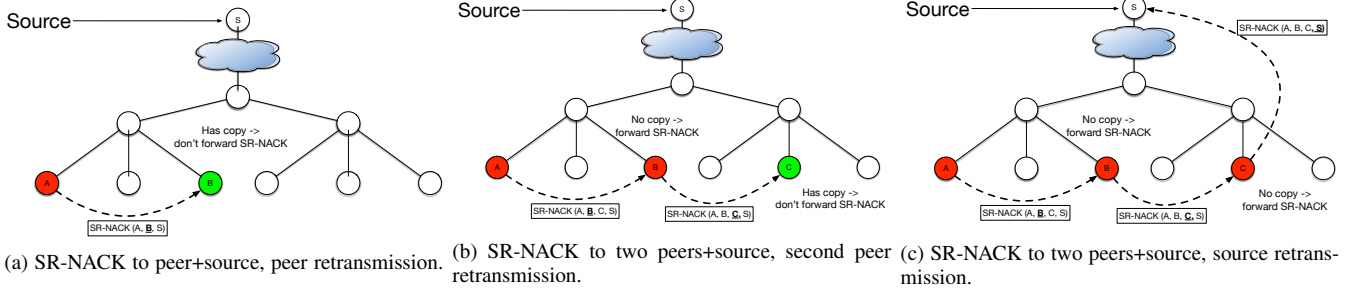 Source
S
Has copy ->
don't forward SR-NACK
A
B
SR-NACK (A, B, S)
(a) SR-NACK to peer+source, peer retransmission.
Source
S
No copy ->
forward SR-NACK
A
B
C
Has copy ->
don't forward SR-NACK
SR-NACK (A, B, C, S)
SR-NACK (A, B, C, S)
(b) SR-NACK to two peers+source, second peer
retransmission.
Source
S
SR-NACK (A, B, C, S)
No copy ->
forward SR-NACK
A
B
C
No copy ->
forward SR-NACK
SR-NACK (A, B, C, S)
SR-NACK (A, B, C, S)
(c) SR-NACK to two peers+source, source retrans-
mission.